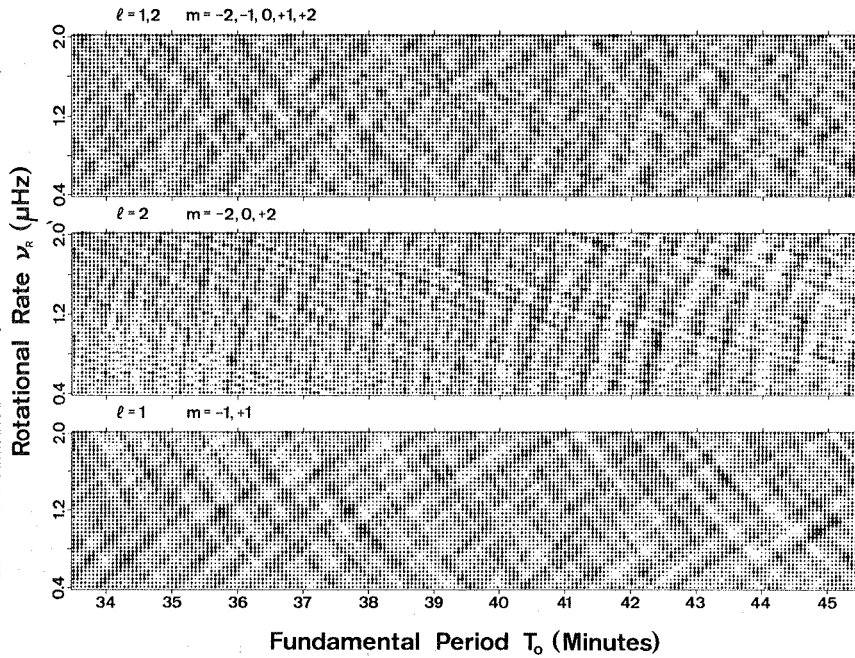 ℓ = 1,2 m = -2,-1,0,+1,+2
2.0
1.2
0.4
ℓ = 2 m = -2,0,+2
2.0
1.2
0.4
ℓ = 1 m = -1,+1
2.0
1.2
0.4
Rotational Rate νR (μHz)
34 35 36 37 38 39 40 41 42 43 44 45
Fundamental Period To (Minutes)